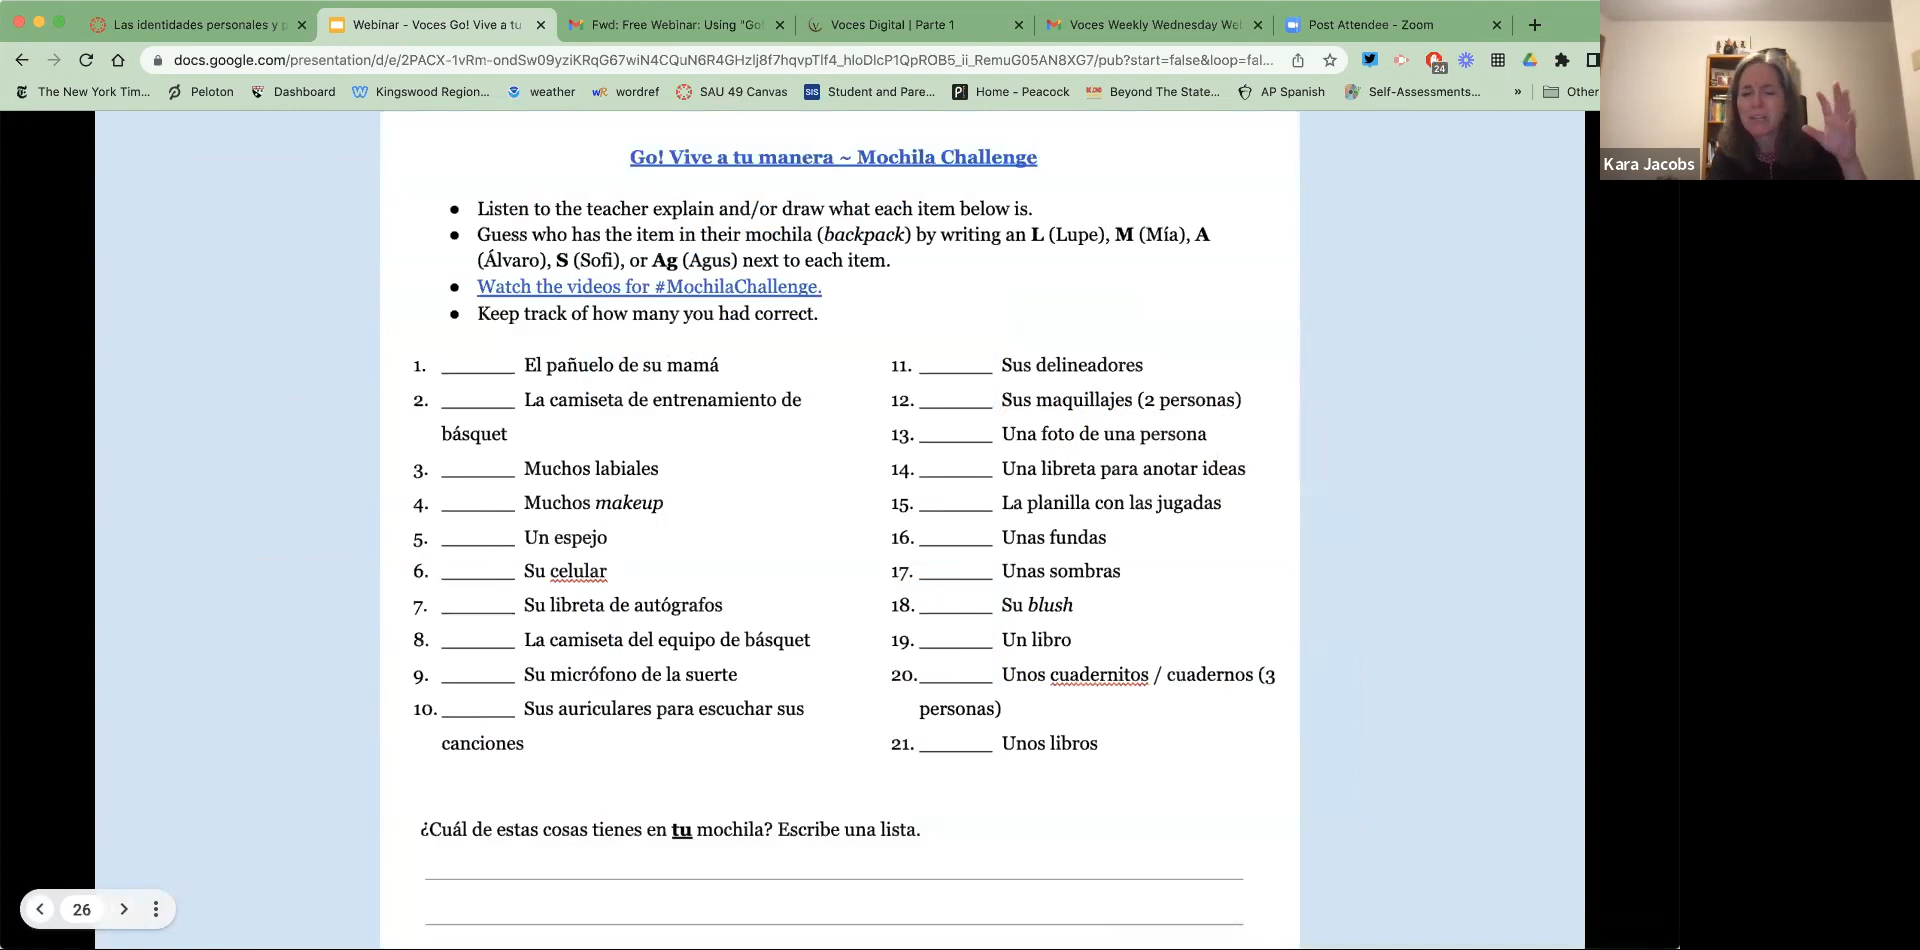 Las identidades personales y p
Webinar - Voces Go! Vive a tu
Fwd: Free Webinar: Using "Go!
Voces Digital | Parte 1
Voces Weekly Wednesday We
Post Attendee - Zoom
docs.google.com/presentation/d/e/2PACX-1vRm-ondSw09yziKRqG67wiN4CQuN6R4GHzlj8f7hqvpTlf4_hloDlcP1QpROB5_ii_RemuG05AN8XG7/pub?start=false&loop=fal...
24
The New York Tim...
Peloton
Dashboard
Kingswood Region...
weather
wR wordref
SAU 49 Canvas
SIS Student and Pare...
Home - Peacock
Beyond The State...
AP Spanish
Self-Assessments...
»
Other
Kara Jacobs
Go! Vive a tu manera ~ Mochila Challenge
● Listen to the teacher explain and/or draw what each item below is.
● Guess who has the item in their mochila (backpack) by writing an L (Lupe), M (Mía), A
(Álvaro), S (Sofi), or Ag (Agus) next to each item.
● Watch the videos for #MochilaChallenge.
● Keep track of how many you had correct.
1. _______ El pañuelo de su mamá
2. _______ La camiseta de entrenamiento de
básquet
3. _______ Muchos labiales
4. _______ Muchos makeup
5. _______ Un espejo
6. _______ Su celular
7. _______ Su libreta de autógrafos
8. _______ La camiseta del equipo de básquet
9. _______ Su micrófono de la suerte
10. _______ Sus auriculares para escuchar sus
canciones
11. _______ Sus delineadores
12. _______ Sus maquillajes (2 personas)
13. _______ Una foto de una persona
14. _______ Una libreta para anotar ideas
15. _______ La planilla con las jugadas
16. _______ Unas fundas
17. _______ Unas sombras
18. _______ Su blush
19. _______ Un libro
20. _______ Unos cuadernitos / cuadernos (3
personas)
21. _______ Unos libros
¿Cuál de estas cosas tienes en tu mochila? Escribe una lista.
26